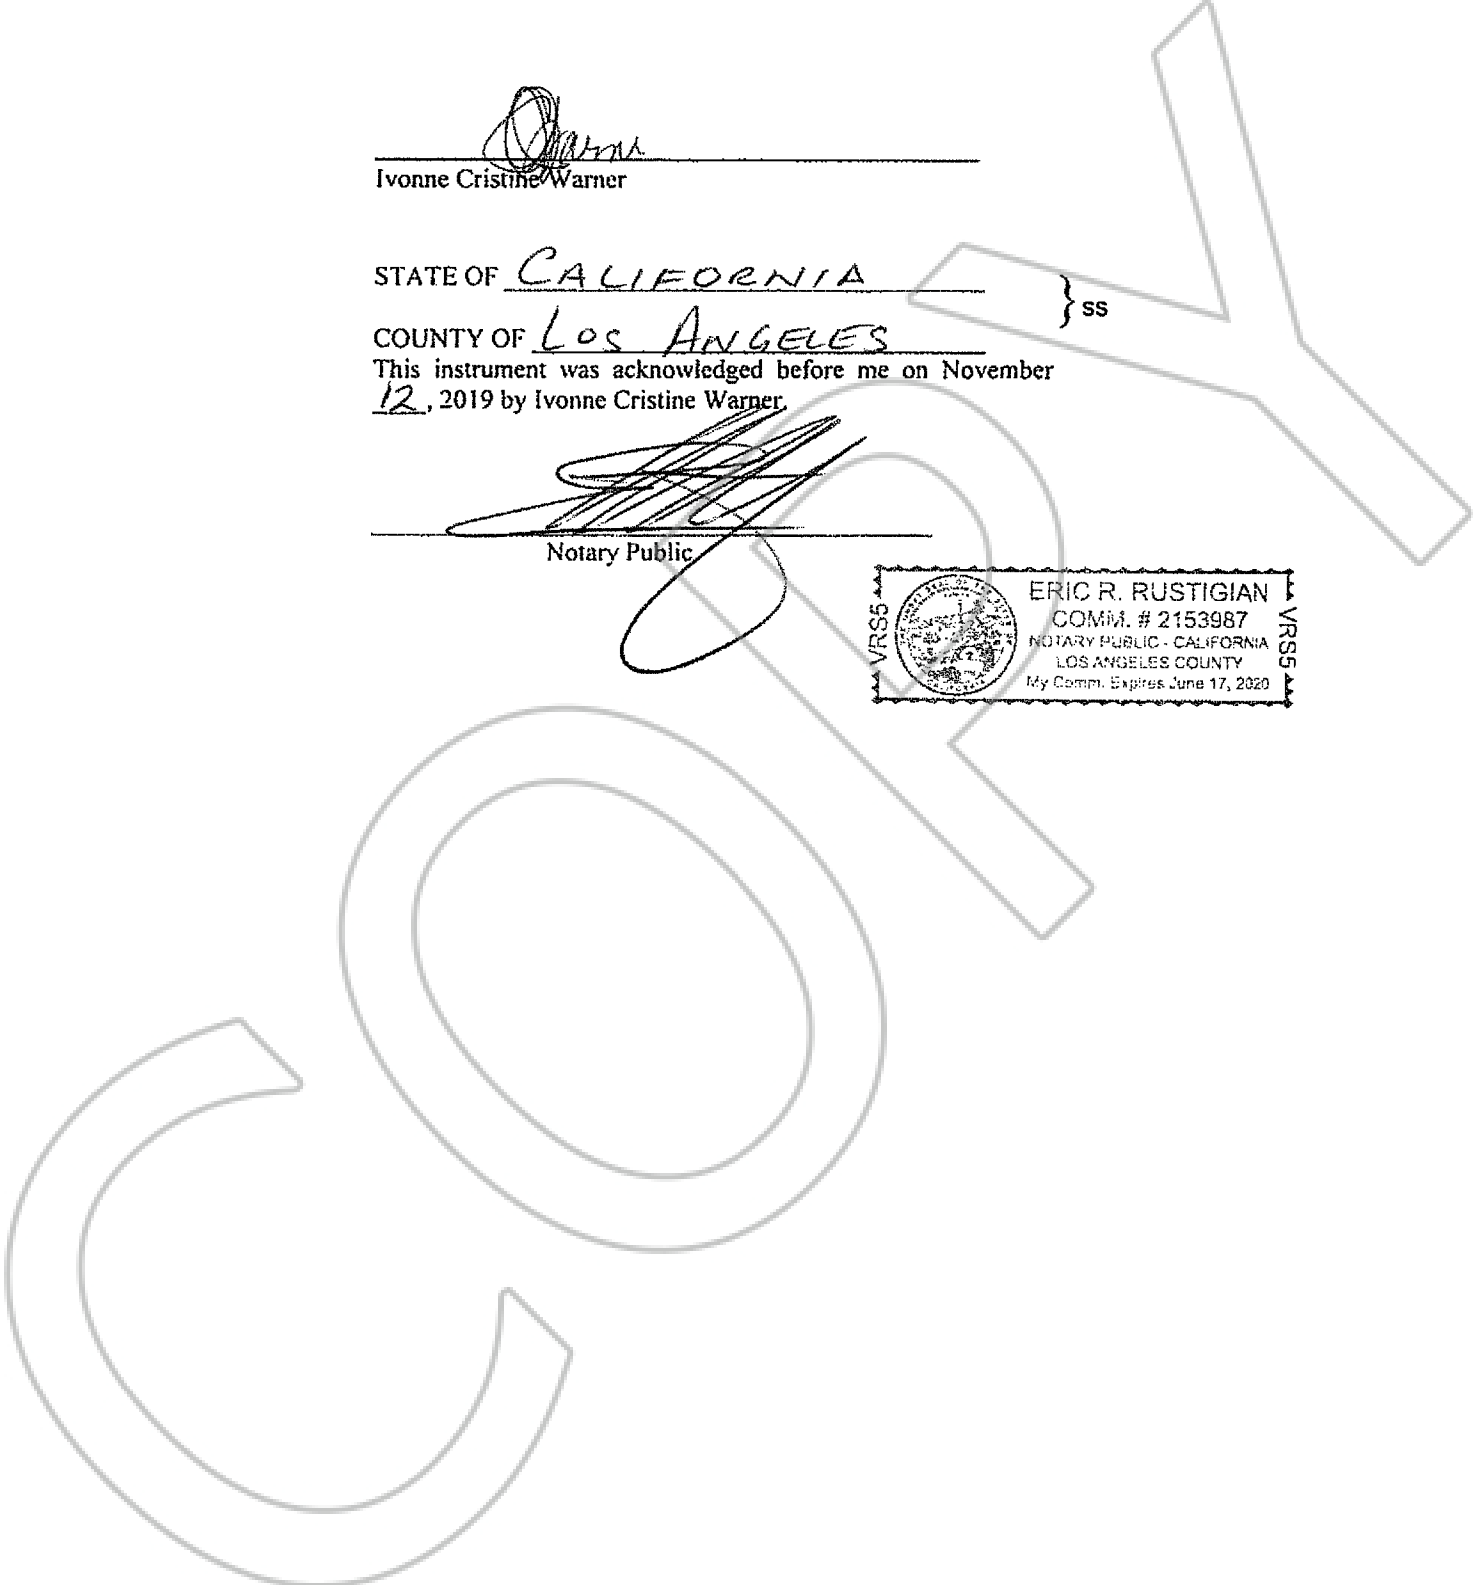 Ivonne Cristine Warner
STATE OF CALIFORNIA
} ss
COUNTY OF LOS ANGELES
This instrument was acknowledged before me on November
12, 2019 by Ivonne Cristine Warner.
Notary Public
VRS5
ERIC R. RUSTIGIAN
COMM. # 2153987
NOTARY PUBLIC - CALIFORNIA
LOS ANGELES COUNTY
My Comm. Expires June 17, 2020
VRS5
COPY